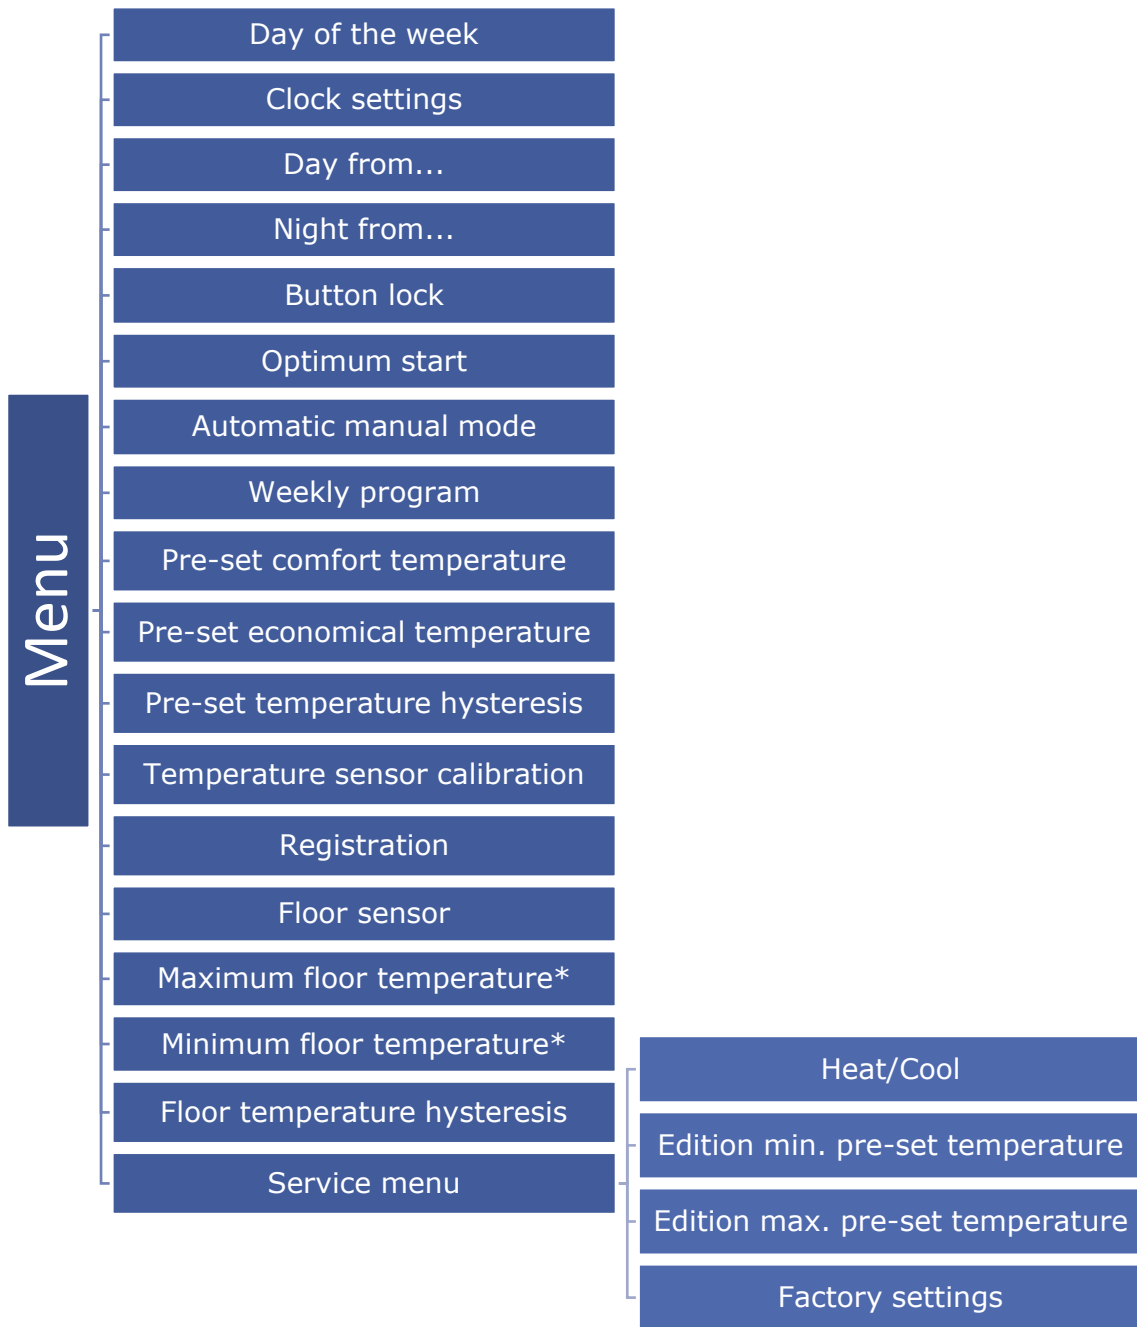 Menu
Day of the week
Clock settings
Day from...
Night from...
Button lock
Optimum start
Automatic manual mode
Weekly program
Pre-set comfort temperature
Pre-set economical temperature
Pre-set temperature hysteresis
Temperature sensor calibration
Registration
Floor sensor
Maximum floor temperature*
Minimum floor temperature*
Floor temperature hysteresis
Service menu
Heat/Cool
Edition min. pre-set temperature
Edition max. pre-set temperature
Factory settings